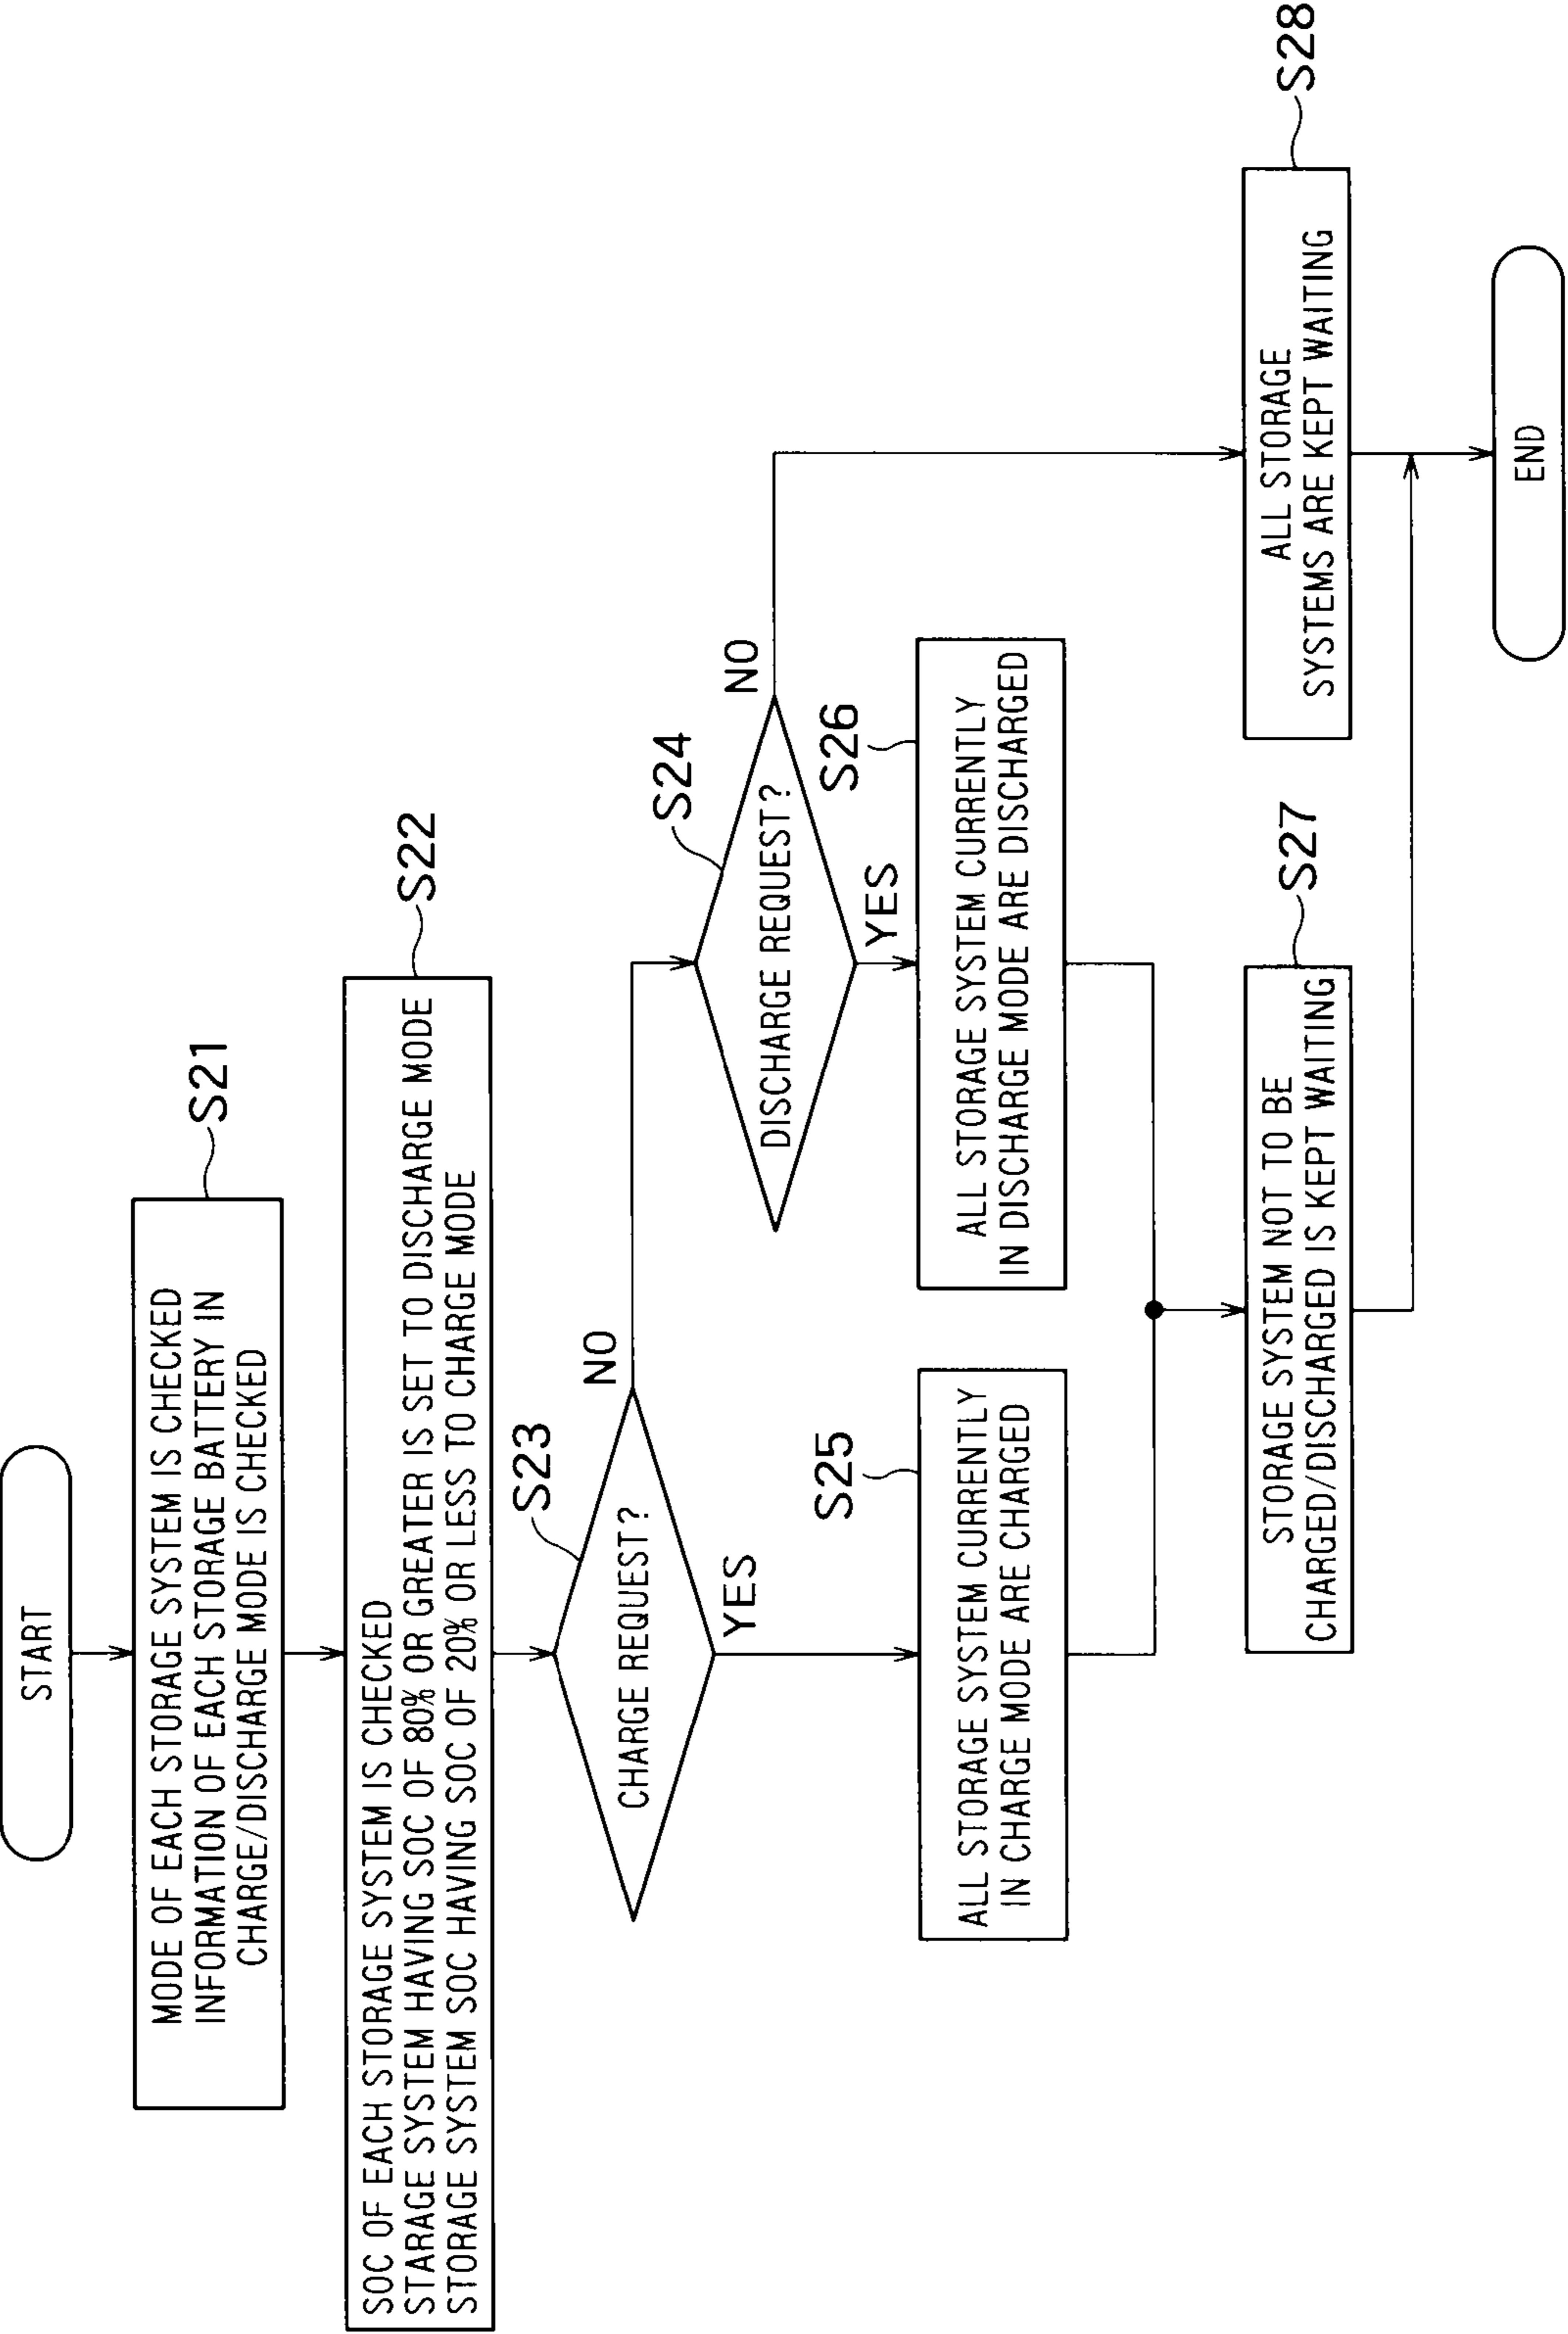 START
S21
MODE OF EACH STORAGE SYSTEM IS CHECKED
INFORMATION OF EACH STORAGE BATTERY IN
CHARGE/DISCHARGE MODE IS CHECKED
S22
SOC OF EACH STORAGE SYSTEM IS CHECKED
STARAGE SYSTEM HAVING SOC OF 80% OR GREATER IS SET TO DISCHARGE MODE
STORAGE SYSTEM SOC HAVING SOC OF 20% OR LESS TO CHARGE MODE
S23
CHARGE REQUEST?
NO
YES
S24
DISCHARGE REQUEST?
NO
YES
S25
ALL STORAGE SYSTEM CURRENTLY
IN CHARGE MODE ARE CHARGED
S26
ALL STORAGE SYSTEM CURRENTLY
IN DISCHARGE MODE ARE DISCHARGED
S27
STORAGE SYSTEM NOT TO BE
CHARGED/DISCHARGED IS KEPT WAITING
S28
ALL STORAGE
SYSTEMS ARE KEPT WAITING
END